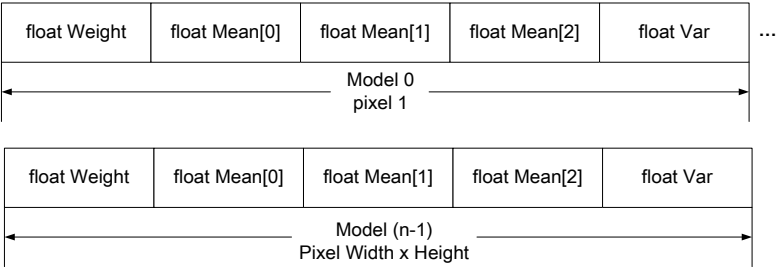 float Weight float Mean[0] float Mean[1] float Mean[2] float Var ...
Model 0
pixel 1
float Weight float Mean[0] float Mean[1] float Mean[2] float Var
Model (n-1)
Pixel Width x Height